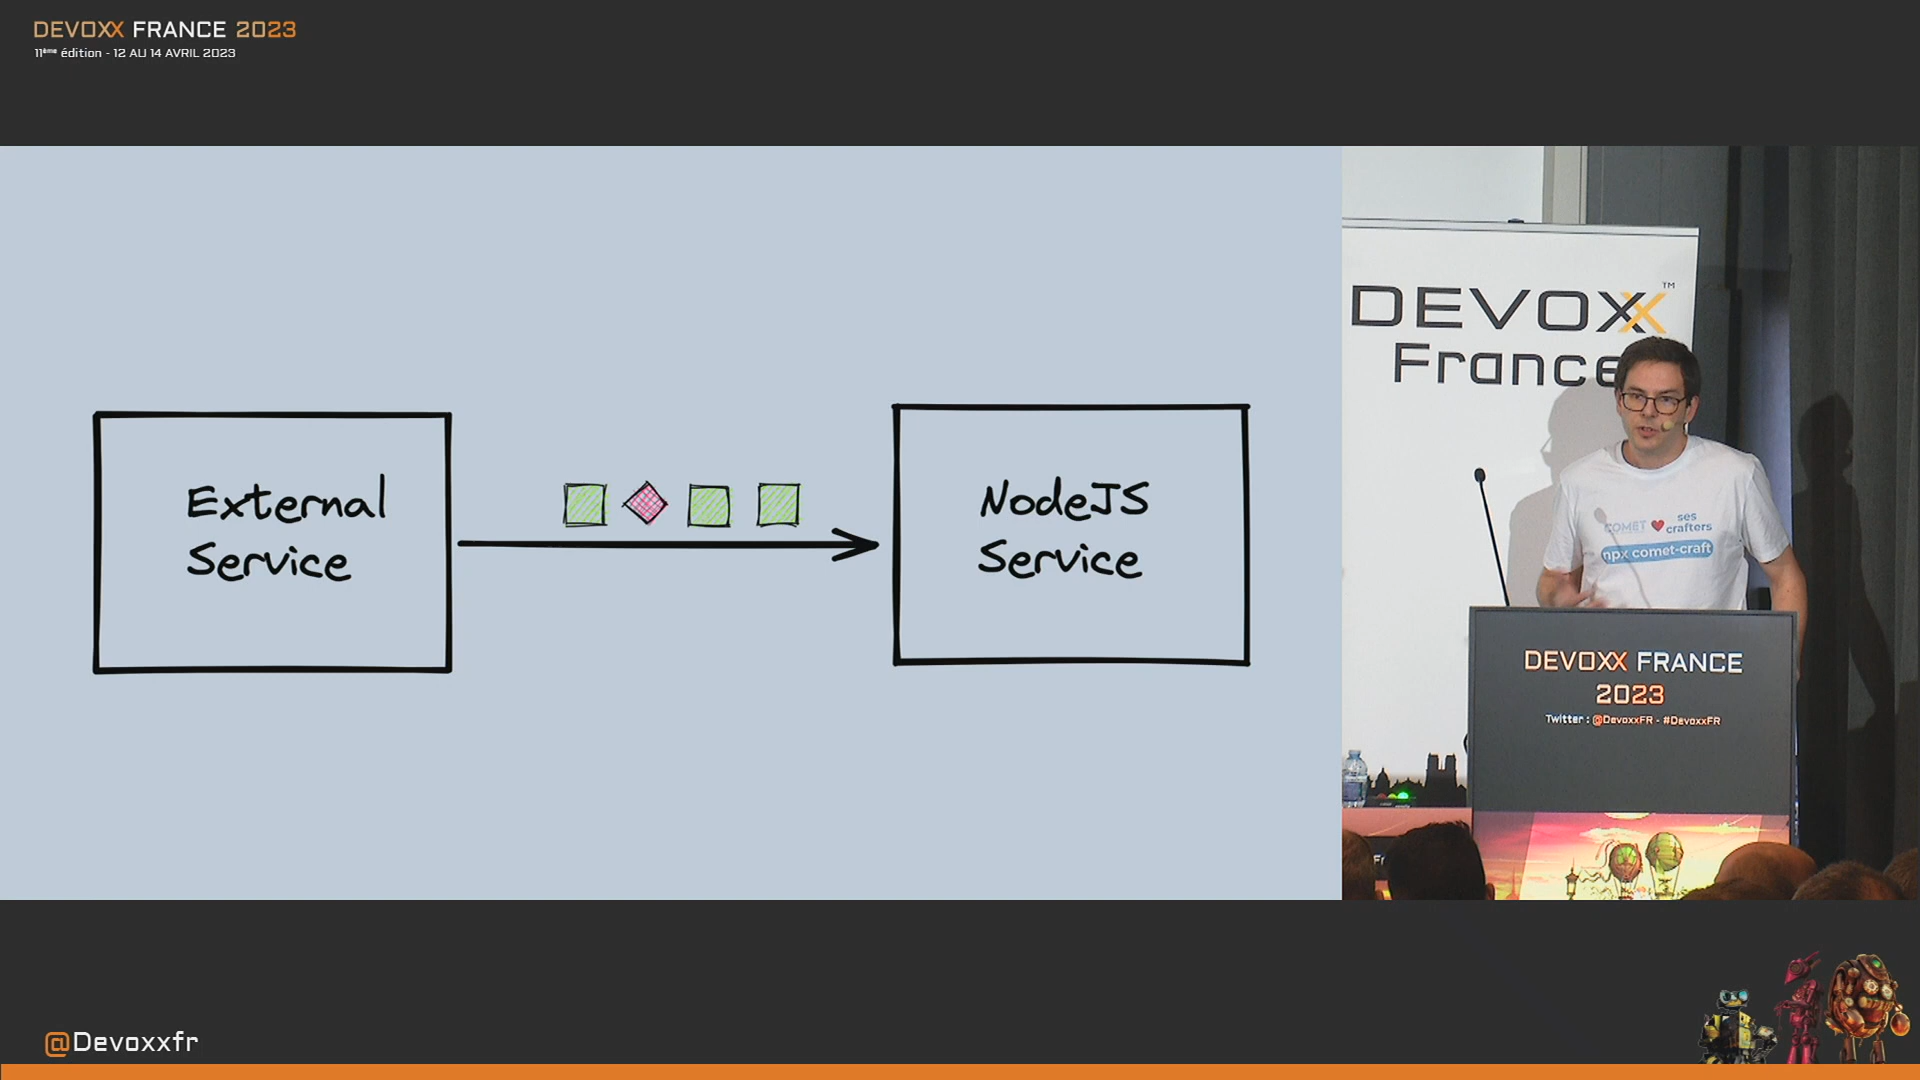 DEVOXX FRANCE 2023
11ème édition - 12 AU 14 AVRIL 2023
External
Service
NodeJS
Service
DEVOXX™
France
COMET ❤ ses
crafters
npx comet-craft
DEVOXX FRANCE
2023
Twitter : @DevoxxFR - #DevoxxFR
@Devoxxfr